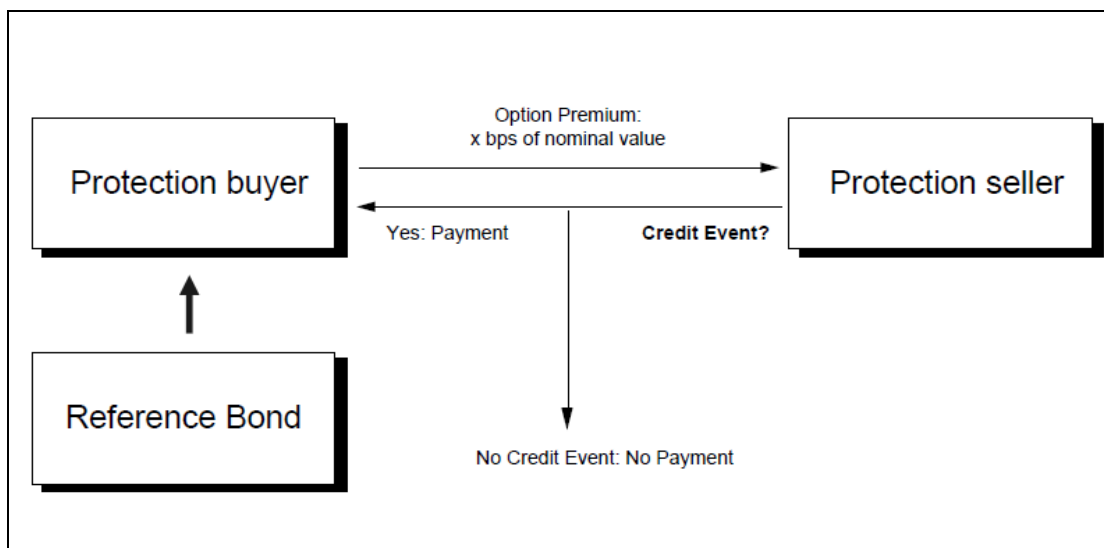 Option Premium:
x bps of nominal value
Protection buyer
Protection seller
Yes: Payment
Credit Event?
Reference Bond
No Credit Event: No Payment